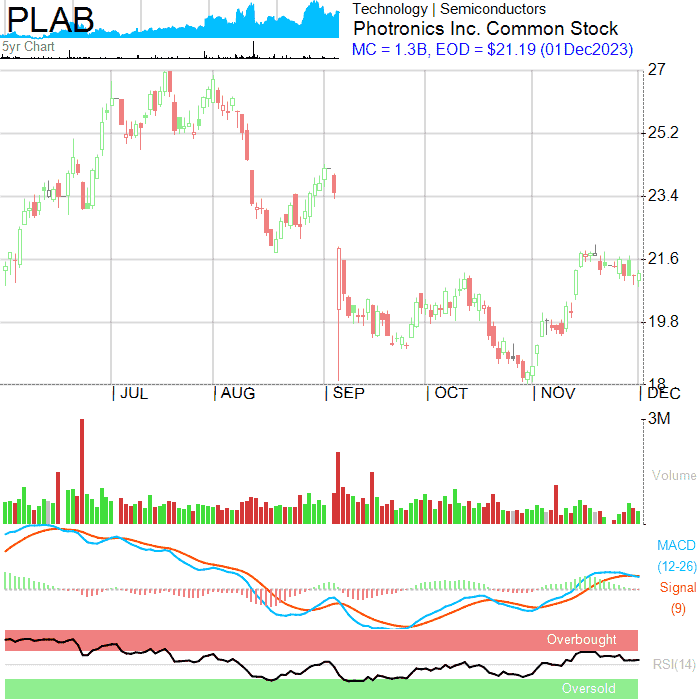 PLAB
Technology | Semiconductors
Photronics Inc. Common Stock
5yr Chart
MC = 1.3B, EOD = $21.19 (01Dec2023)
27
25.2
23.4
21.6
19.8
18
| JUL | AUG | SEP | OCT | NOV | DEC
3M
Volume
MACD
(12-26)
Signal
(9)
Overbought
RSI(14)
Oversold